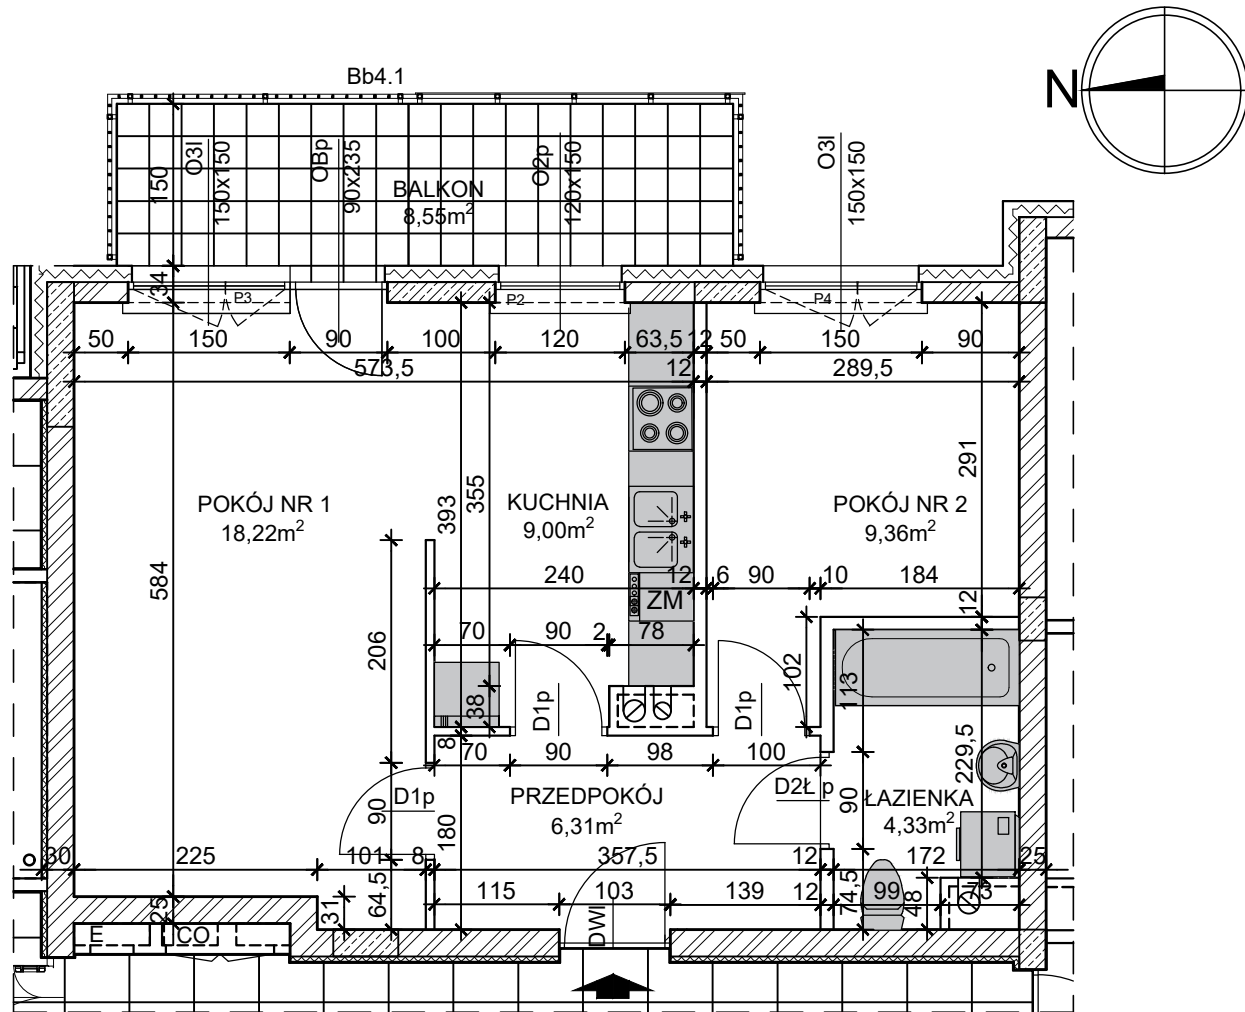 Bb4.1
N
O3l
150x150
OBp
90x235
O2p
120x150
O3l
150x150
BALKON
8,55m²
150
34
P3
P2
P4
50
150
90
100
120
63,5
12
50
150
90
573,5
12
289,5
POKÓJ NR 1
18,22m²
KUCHNIA
9,00m²
POKÓJ NR 2
9,36m²
393
355
291
584
206
240
12
6
90
10
184
12
ZM
70
90
2
78
102
113
38
D1p
D1p
8
70
90
98
100
229,5
D1p
90
180
PRZEDPOKÓJ
6,31m²
D2Ł p
90
ŁAZIENKA
4,33m²
30
225
101
8
357,5
12
172
25
115
103
139
12
74,5
99
48
73
64,5
31
25
E
CO
DWI